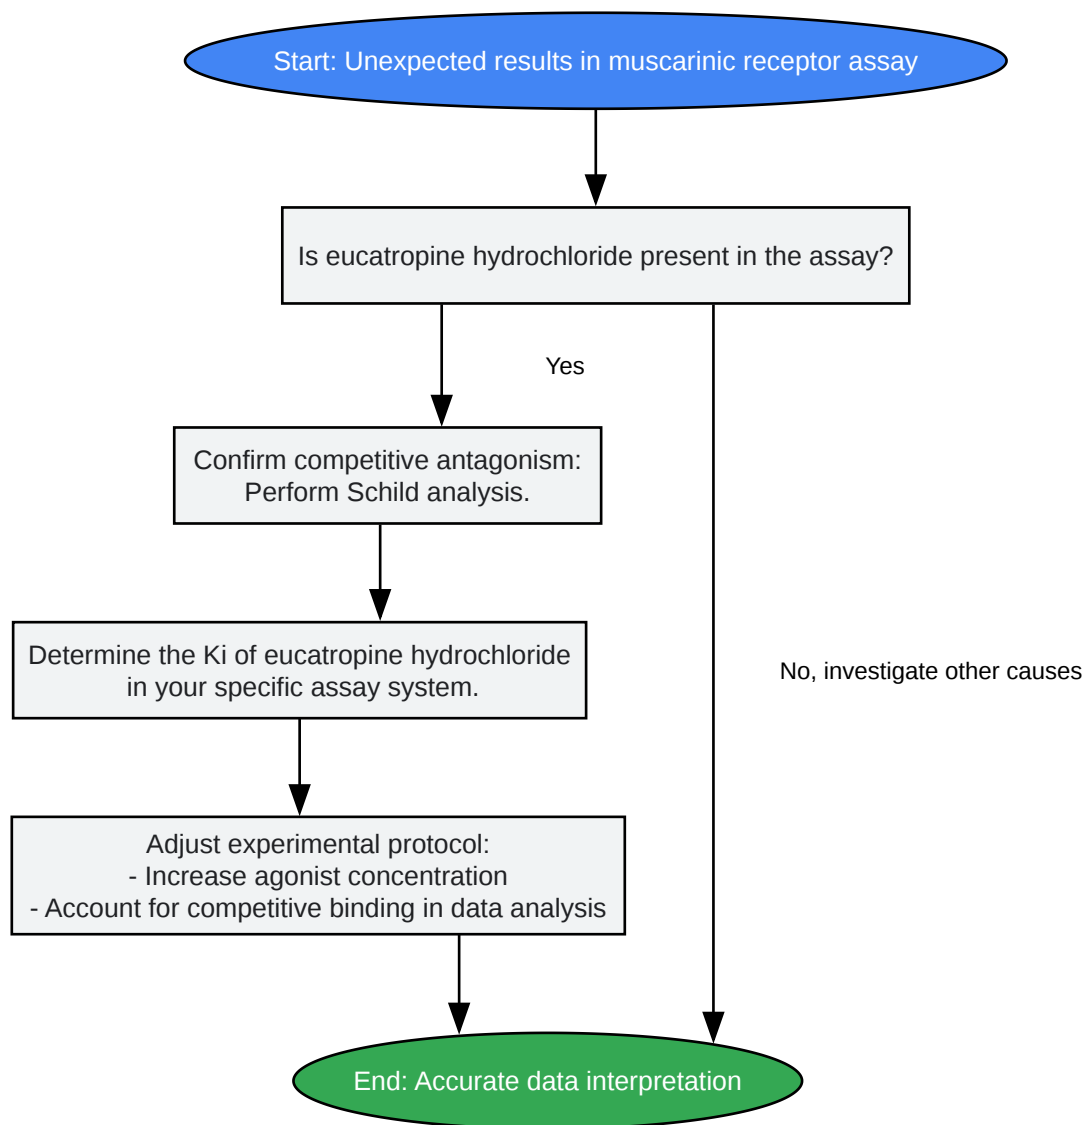 Start: Unexpected results in muscarinic receptor assay
Is eucatropine hydrochloride present in the assay?
Yes
Confirm competitive antagonism:
Perform Schild analysis.
Determine the Ki of eucatropine hydrochloride
in your specific assay system.
No, investigate other causes
Adjust experimental protocol:
- Increase agonist concentration
- Account for competitive binding in data analysis
End: Accurate data interpretation